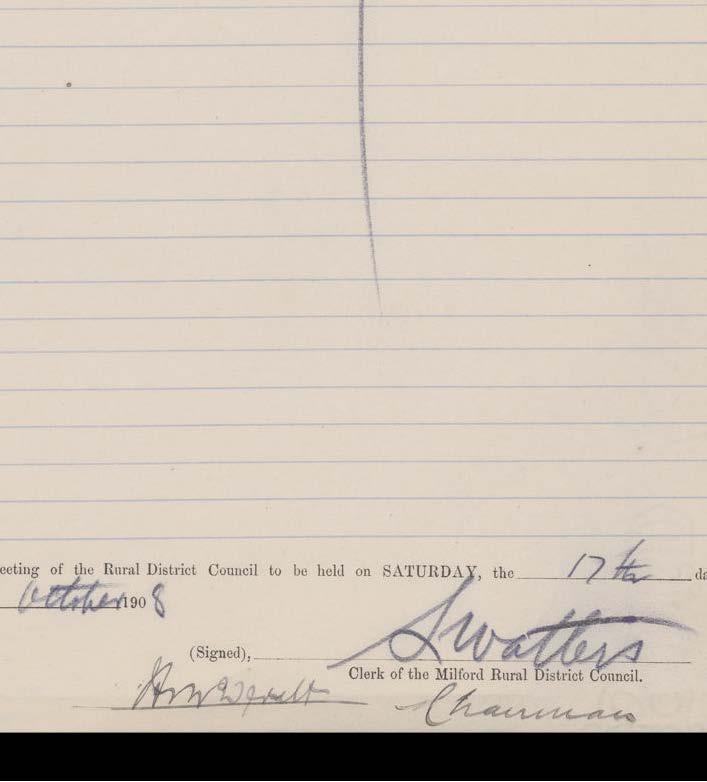 eeting of the Rural District Council to be held on SATURDAY, the 17th da
October 1908
(Signed), SWatters
Clerk of the Milford Rural District Council.
Chairman